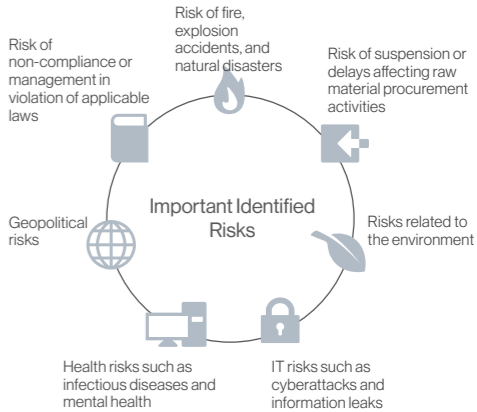 Risk of fire,
explosion
accidents, and
natural disasters
Risk of suspension or
delays affecting raw
material procurement
activities
Risks related to
the environment
IT risks such as
cyberattacks and
information leaks
Health risks such as
infectious diseases and
mental health
Geopolitical
risks
Risk of
non-compliance or
management in
violation of applicable
laws
Important Identified
Risks